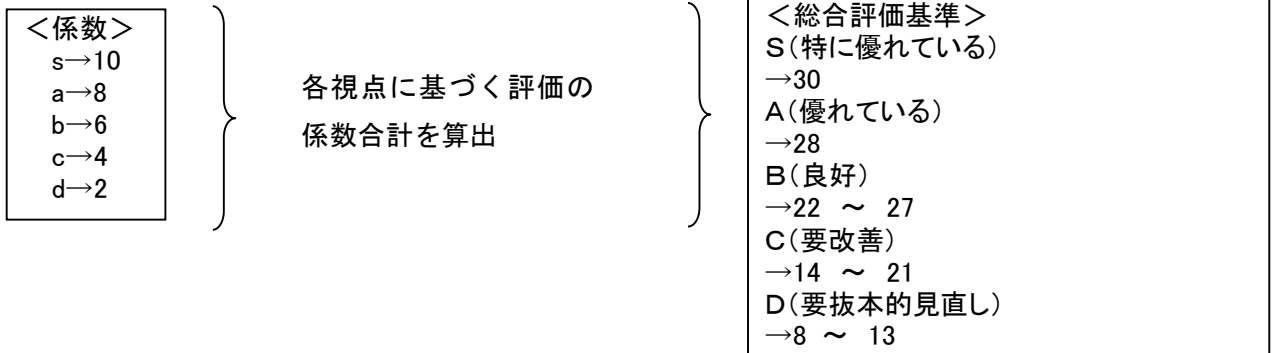 ＜係数＞
s→10
a→8
b→6
c→4
d→2
各視点に基づく評価の
係数合計を算出
＜総合評価基準＞
S（特に優れている）
→30
A（優れている）
→28
B（良好）
→22 ～ 27
C（要改善）
→14 ～ 21
D（要抜本的見直し）
→8 ～ 13